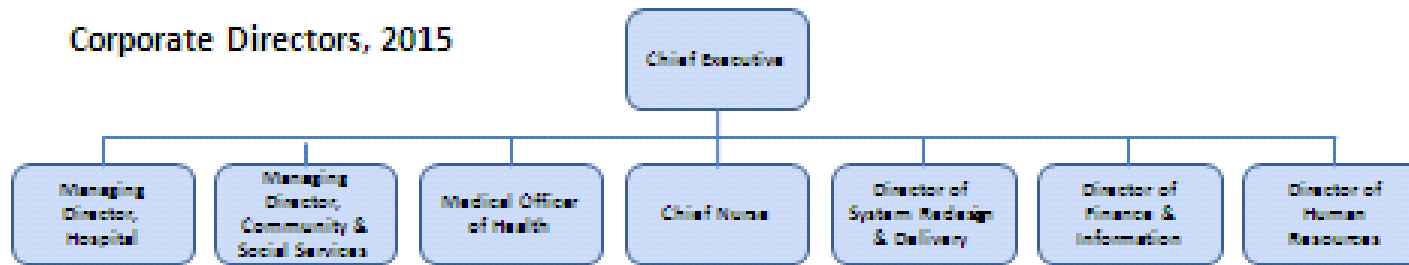 Corporate Directors, 2015
Chief Executive
Managing
Director,
Hospital
Managing
Director,
Community &
Social Services
Medical Officer
of Health
Chief Nurse
Director of
System Redesign
& Delivery
Director of
Finance &
Information
Director of
Human
Resources